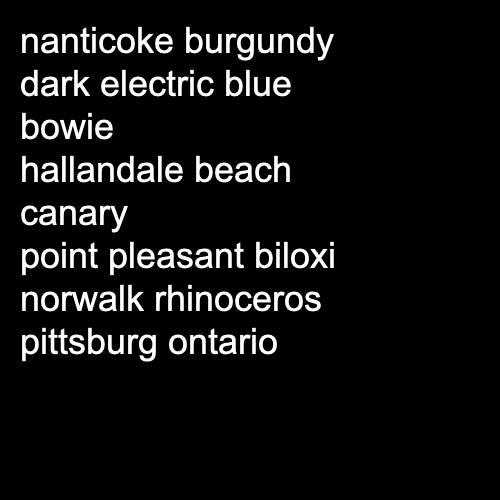 nanticoke burgundy
dark electric blue
bowie
hallandale beach
canary
point pleasant biloxi
norwalk rhinoceros
pittsburg ontario